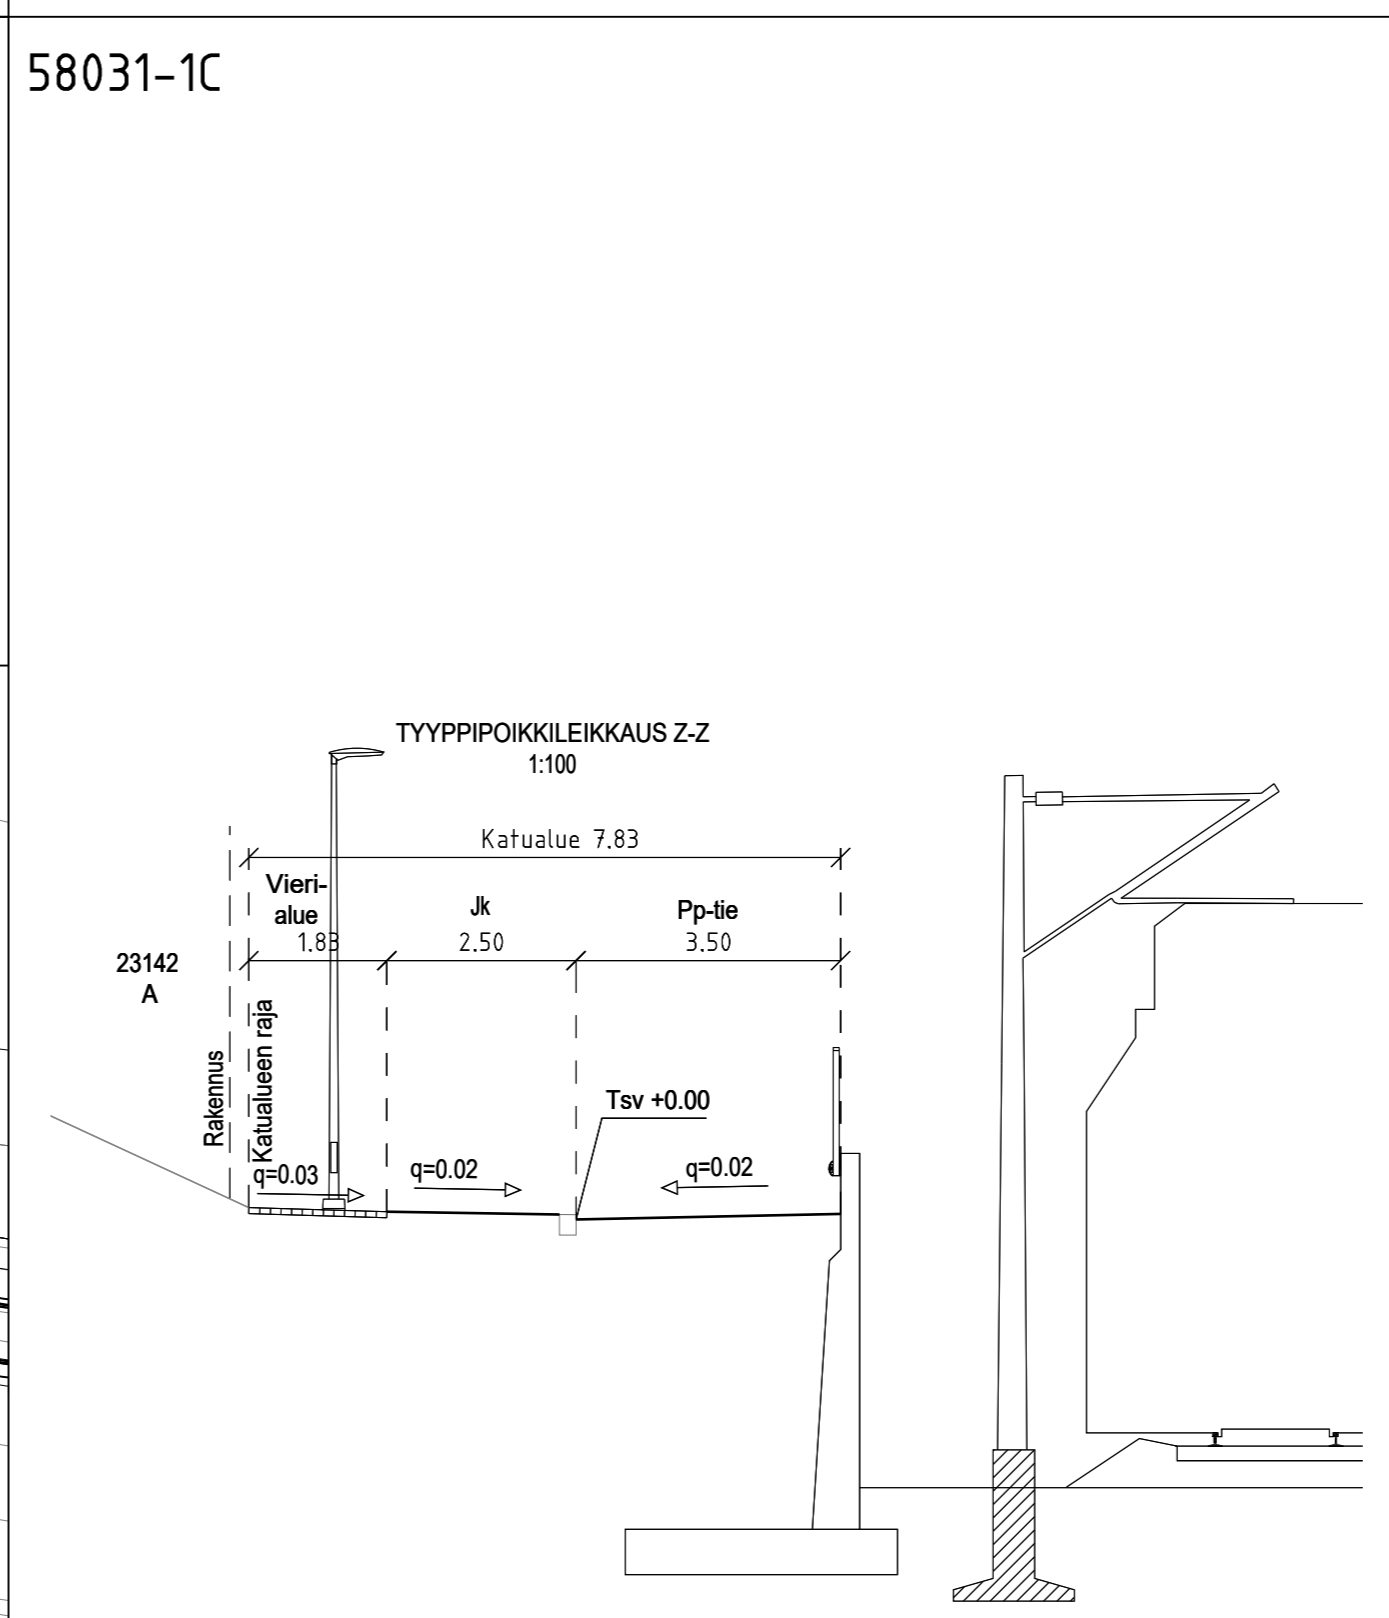 58031-1C
TYYPPIPOIKKILEIKKAUS Z-Z
1:100
Katualue 7.83
Vieri-
alue
1.83
Jk
2.50
Pp-tie
3.50
23142
A
Rakennus
Katualueen raja
Tsv +0.00
q=0.03
q=0.02
q=0.02